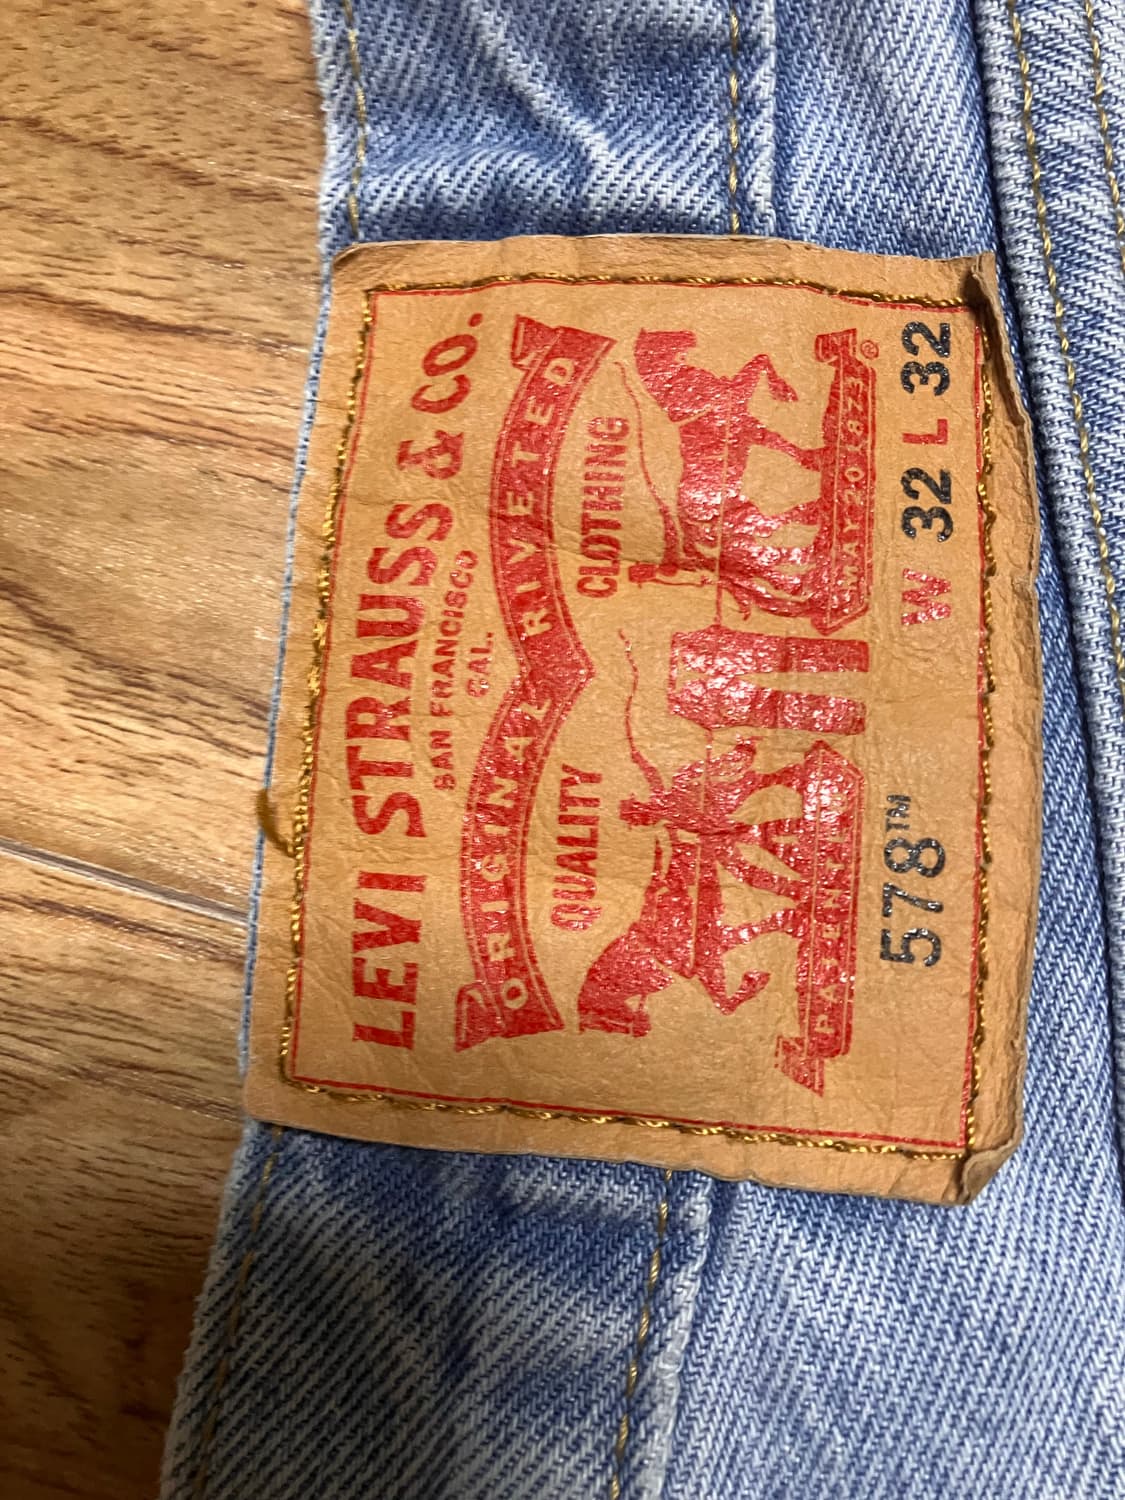 LEVI STRAUSS & CO.
SAN FRANCISCO
CAL.
ORIGINAL RIVETED
QUALITY CLOTHING
PATENTED MAY 20 1873 ®
578™ W 32 L 32